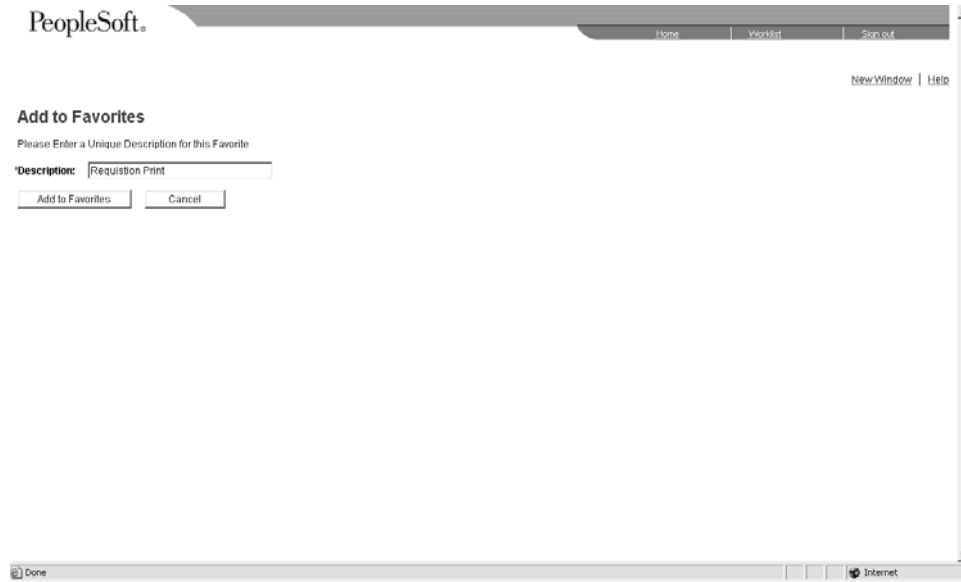 PeopleSoft.
Home Worklist Sign out
New Window | Help
Add to Favorites
Please Enter a Unique Description for this Favorite
*Description: Requistion Print
Add to Favorites Cancel
Done Internet